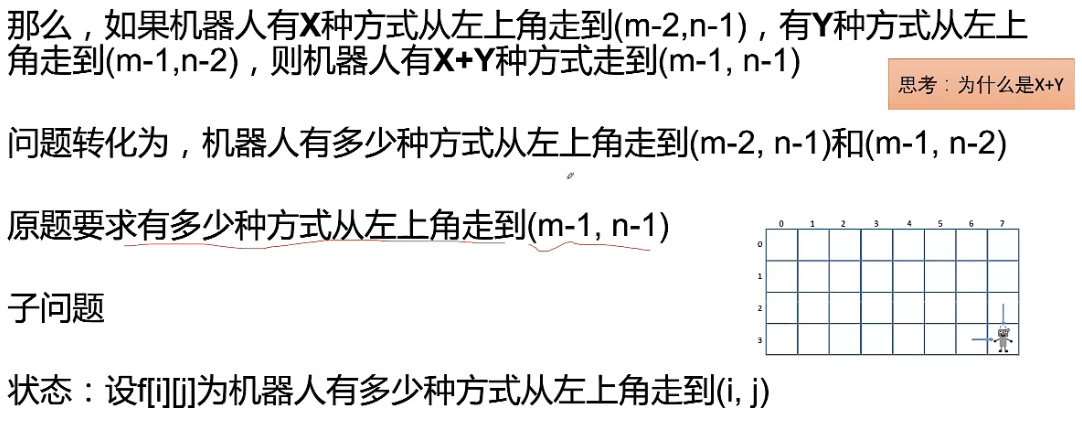 那么，如果机器人有X种方式从左上角走到(m-2,n-1)，有Y种方式从左上
角走到(m-1,n-2)，则机器人有X+Y种方式走到(m-1, n-1)
思考：为什么是X+Y
问题转化为，机器人有多少种方式从左上角走到(m-2, n-1)和(m-1, n-2)
原题要求有多少种方式从左上角走到(m-1, n-1)
0 1 2 3 4 5 6 7
0
1
2
3
子问题
状态：设f[i][j]为机器人有多少种方式从左上角走到(i, j)